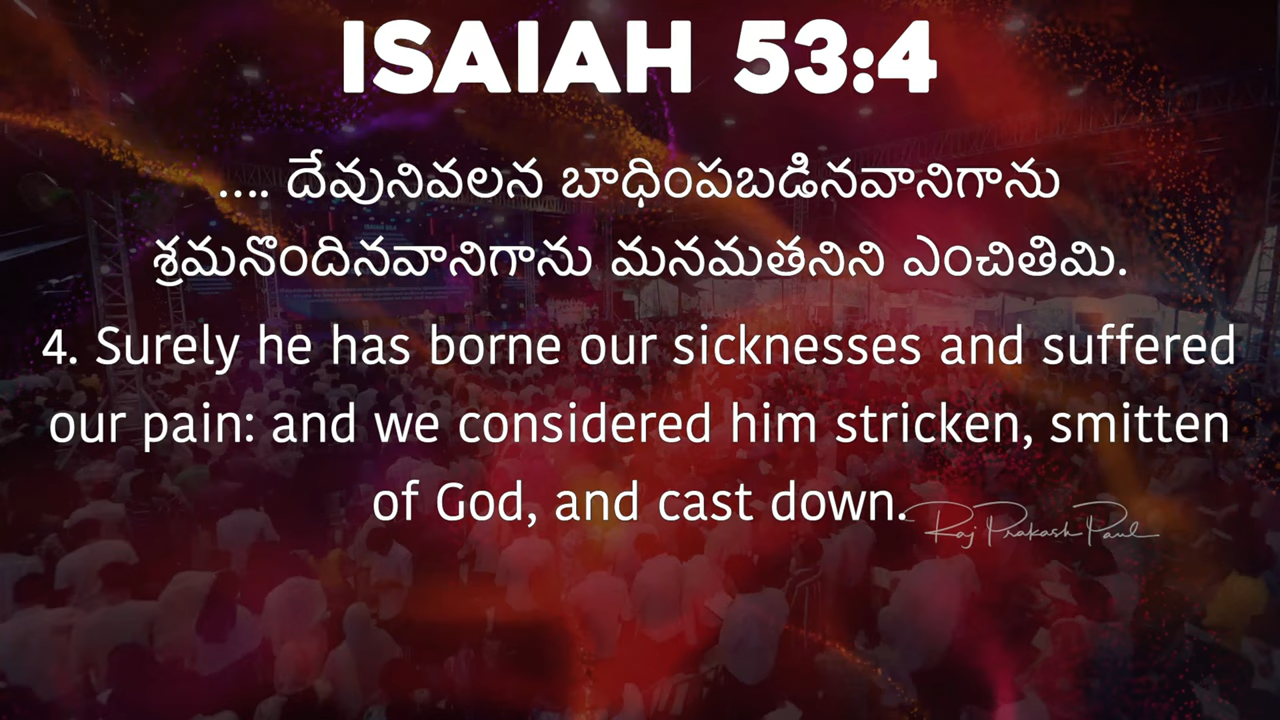 ISAIAH 53:4
.... దేవునివలన బాధింపబడినవానిగాను
శ్రమనొందినవానిగాను మనమతనిని ఎంచితిమి.
4. Surely he has borne our sicknesses and suffered
our pain: and we considered him stricken, smitten
of God, and cast down.
Raj Prakash Paul